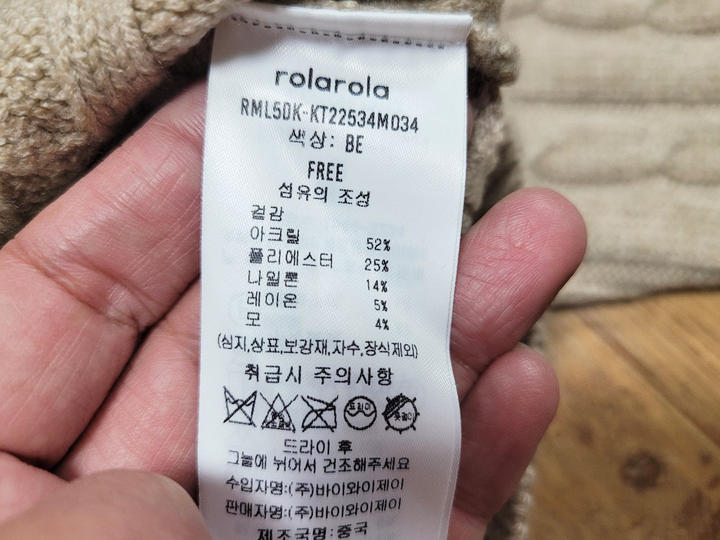 rolarola
RML5DK-KT22534M034
색상: BE
FREE
섬유의 조성
겉감
아크릴 52%
폴리에스터 25%
나일론 14%
레이온 5%
모 4%
(심지,상표,보강재,자수,장식제외)
취급시 주의사항
드라이
드라이 후
그늘에 뉘어서 건조해주세요
수입자명:(주)바이와이제이
판매자명:(주)바이와이제이
제조국명:중국